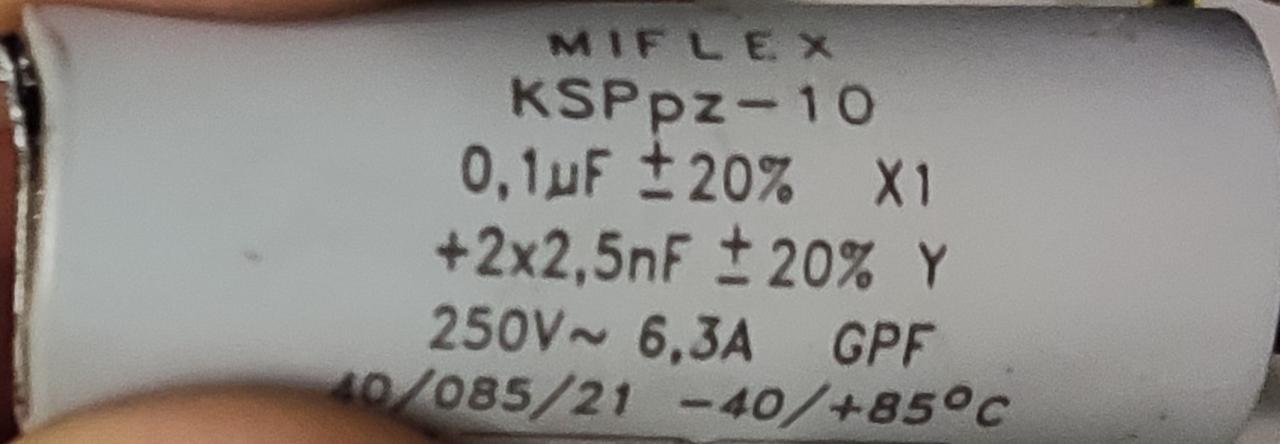 MIFLEX
KSPpz-10
0,1µF ±20% X1
+2x2,5nF ±20% Y
250V~ 6,3A GPF
40/085/21 -40/+85°C